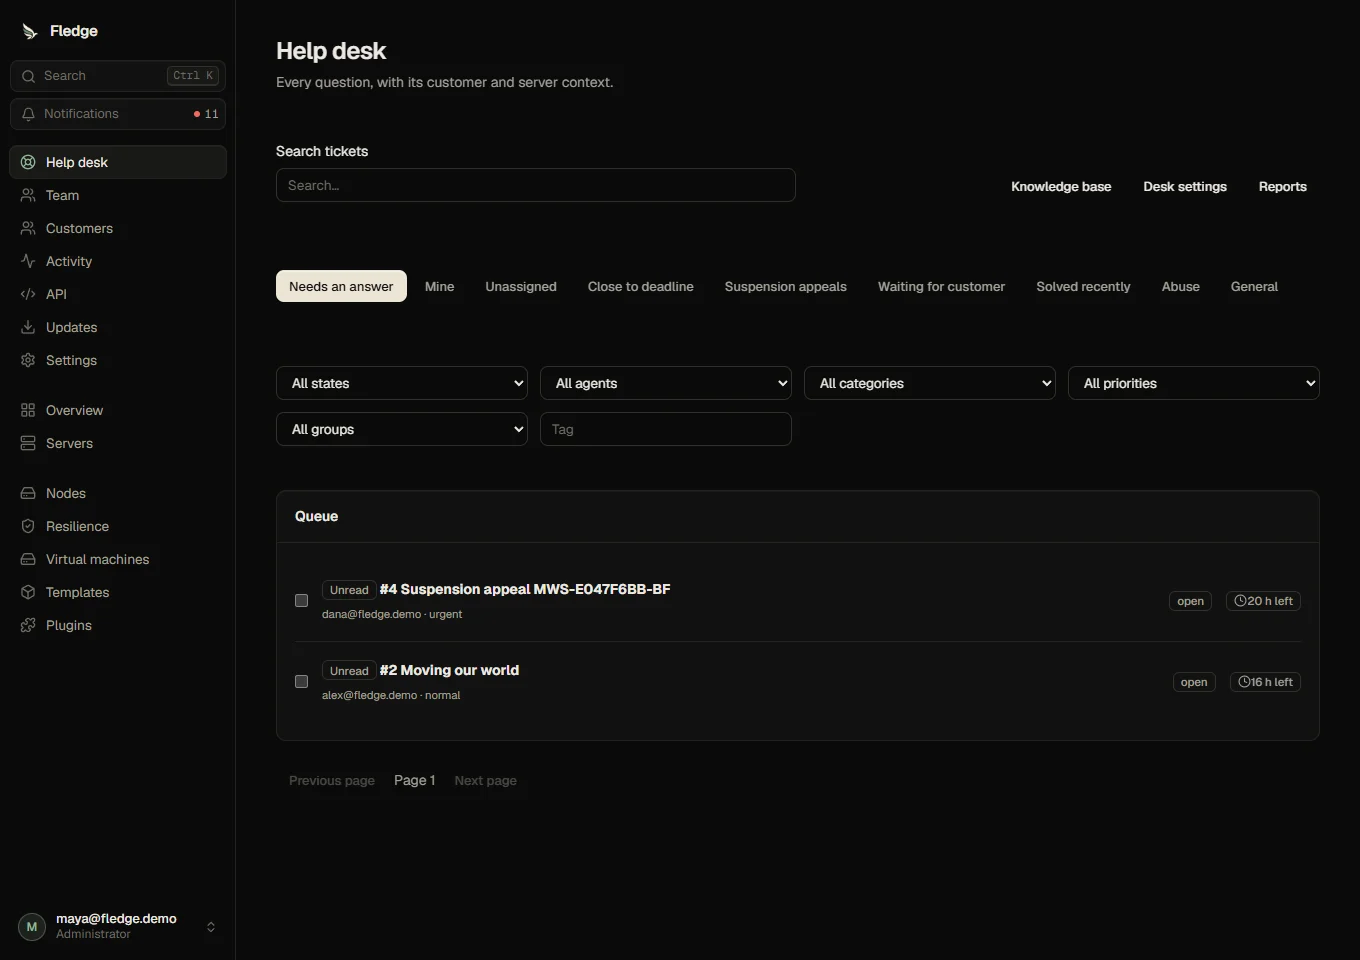 Fledge
Search Ctrl K
Notifications 11
Help desk
Team
Customers
Activity
API
Updates
Settings
Overview
Servers
Nodes
Resilience
Virtual machines
Templates
Plugins
M
maya@fledge.demo
Administrator
Help desk
Every question, with its customer and server context.
Search tickets
Search...
Knowledge base Desk settings Reports
Needs an answer Mine Unassigned Close to deadline Suspension appeals Waiting for customer Solved recently Abuse General
All states All agents All categories All priorities
All groups Tag
Queue
Unread #4 Suspension appeal MWS-E047F6BB-BF
dana@fledge.demo · urgent
open 20 h left
Unread #2 Moving our world
alex@fledge.demo · normal
open 16 h left
Previous page Page 1 Next page